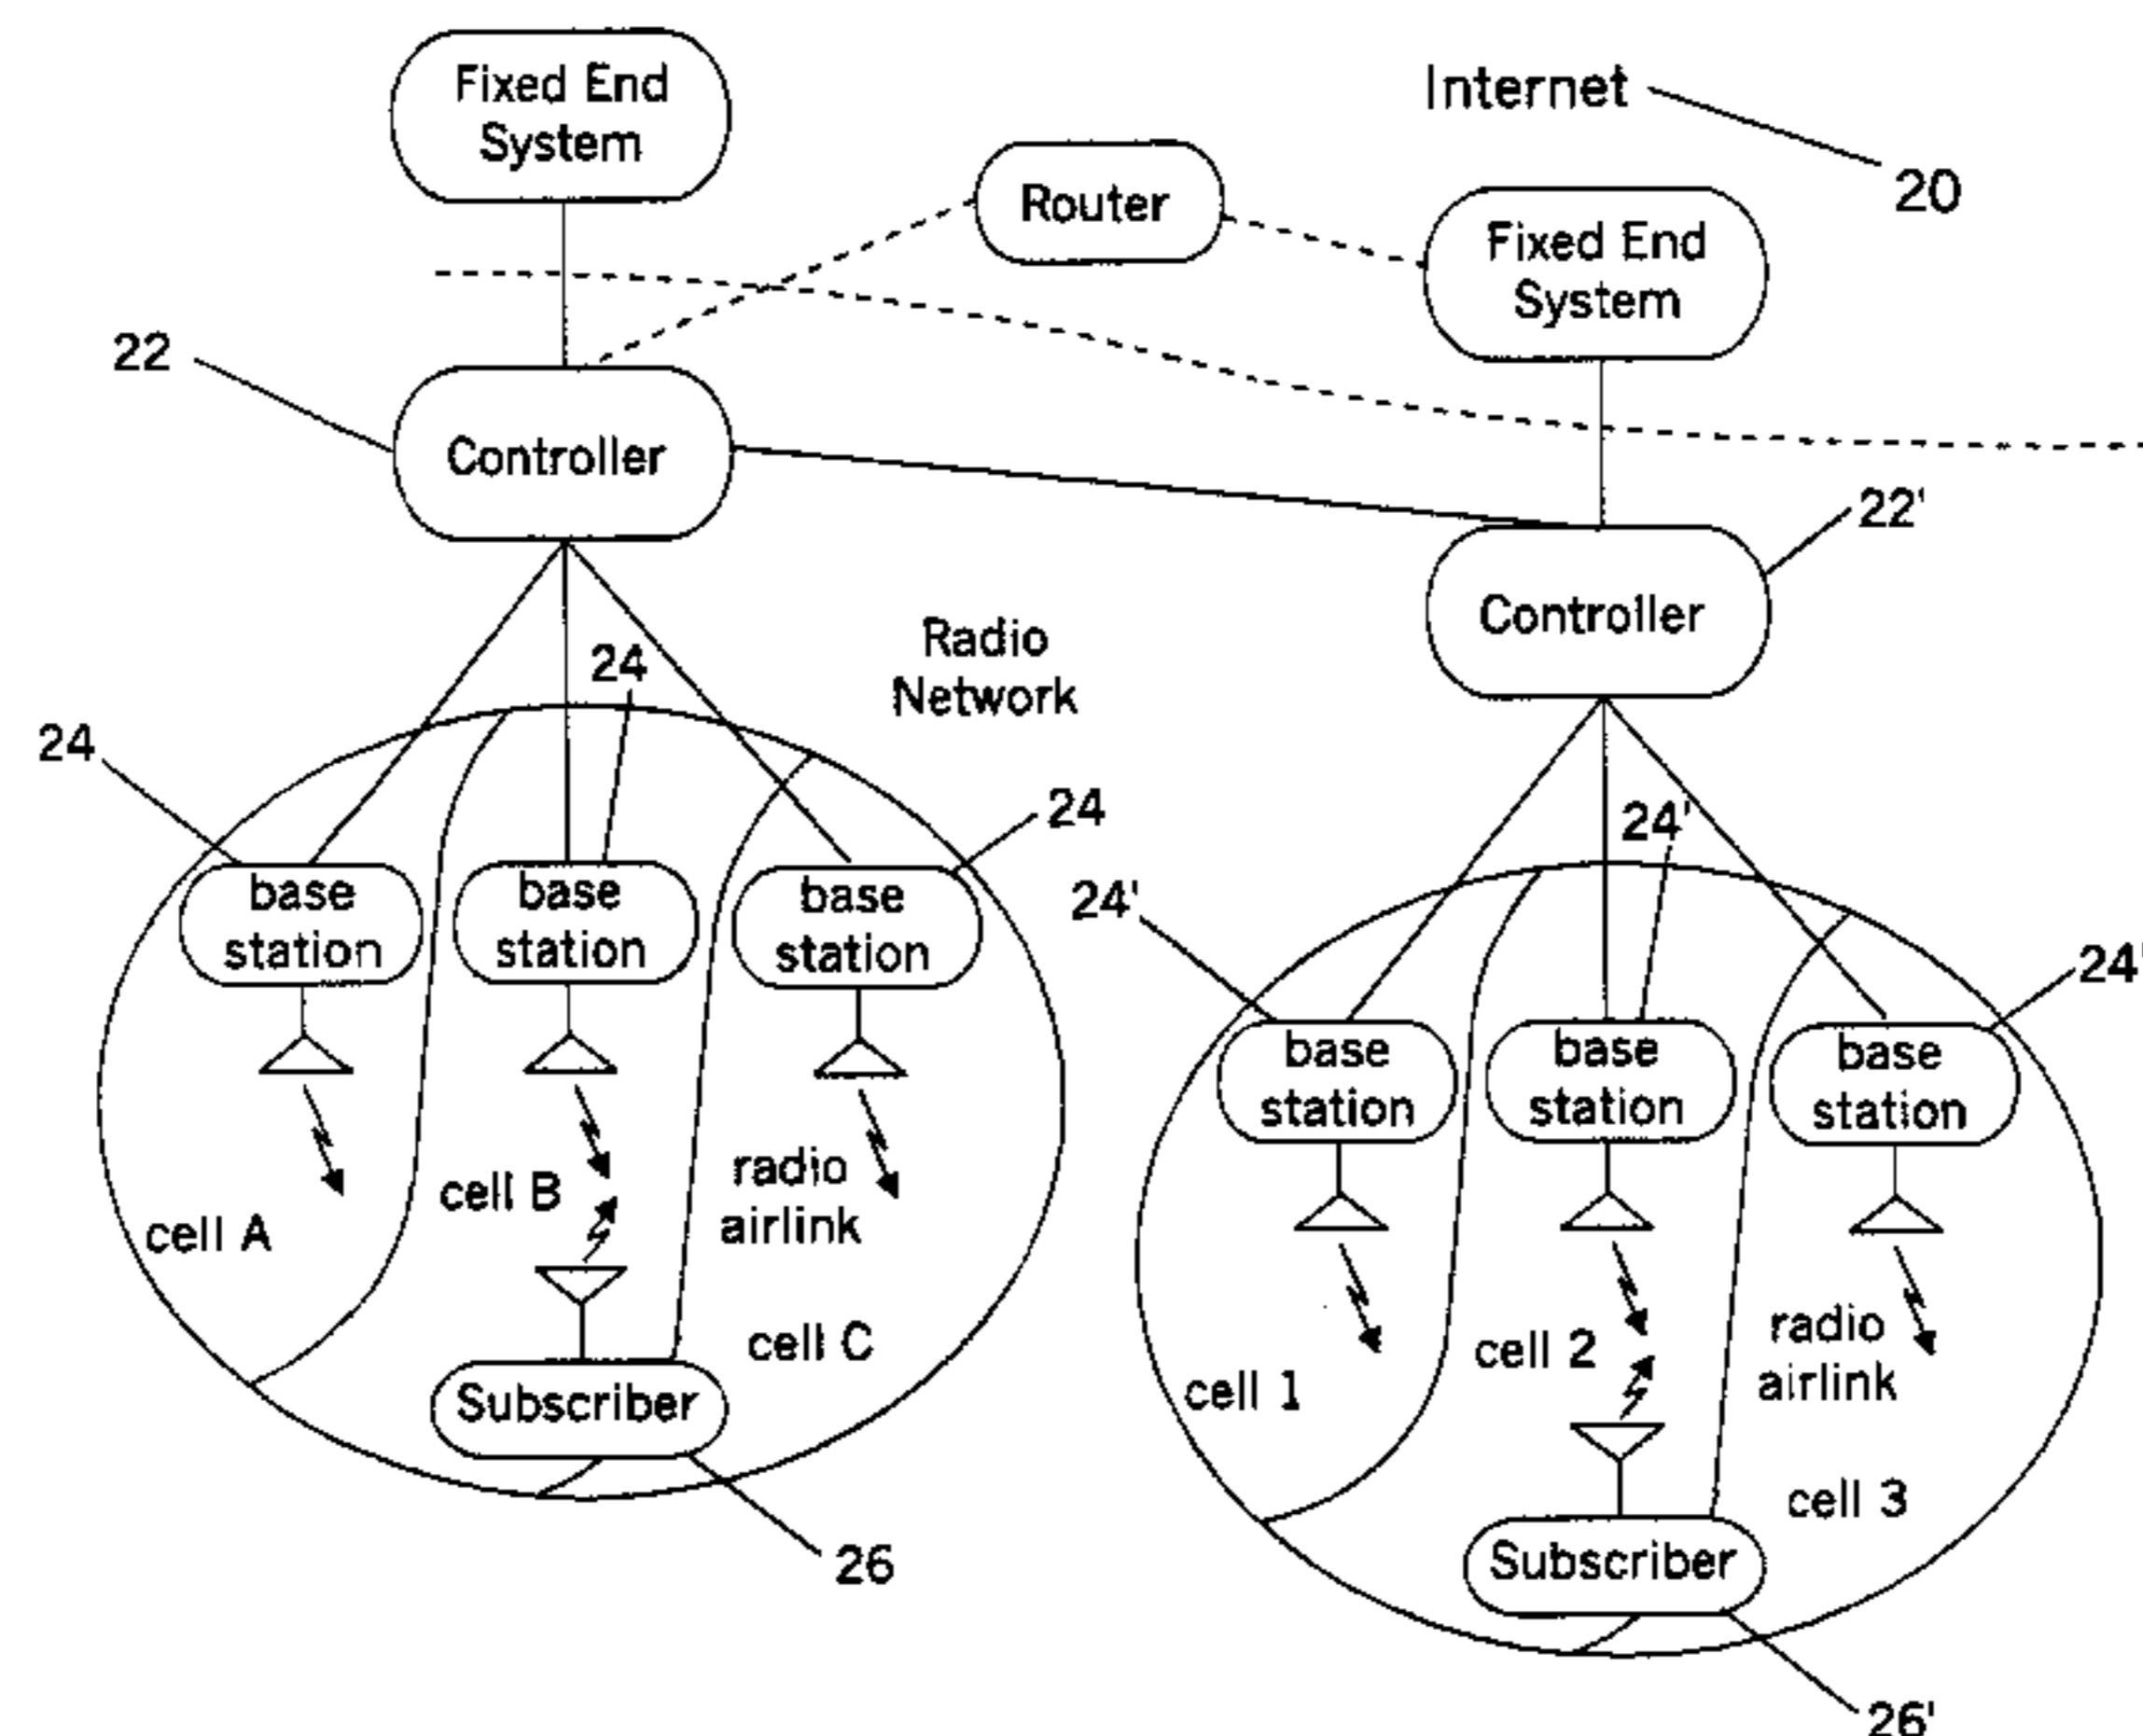 Fixed End
System
Internet
20
Router
Fixed End
System
22
Controller
22'
Controller
Radio
Network
24
24
24
24'
24'
24'
base
station
base
station
base
station
base
station
base
station
base
station
cell A
cell B
radio
airlink
cell C
Subscriber
26
cell 1
cell 2
radio
airlink
cell 3
Subscriber
26'